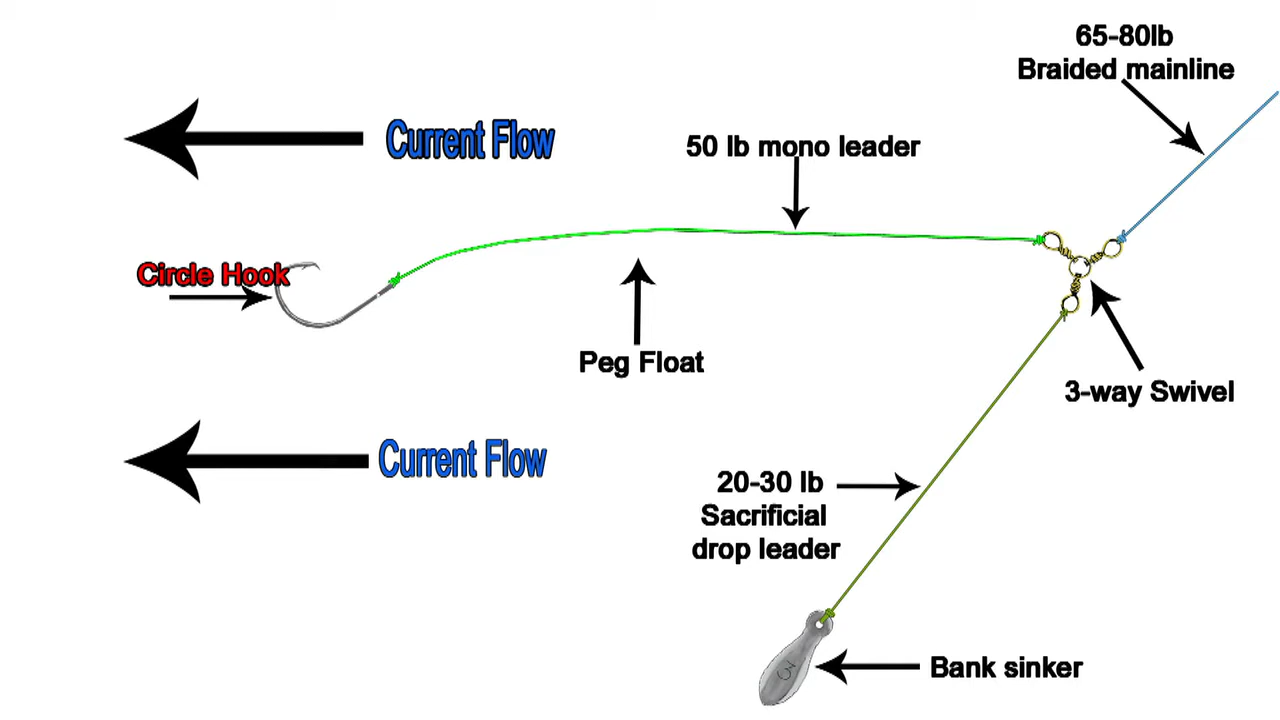 65-80lb
Braided mainline
Current Flow
50 lb mono leader
Circle Hook
Peg Float
3-way Swivel
Current Flow
20-30 lb
Sacrificial
drop leader
Bank sinker